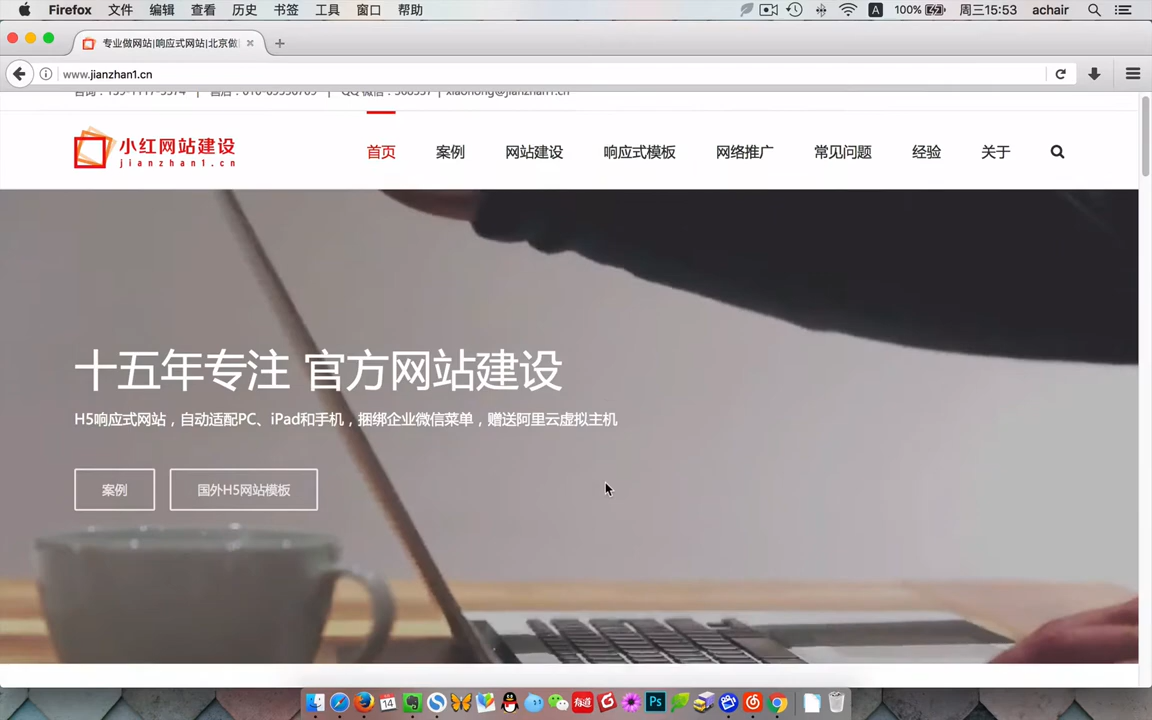 Firefox 文件 编辑 查看 历史 书签 工具 窗口 帮助 A 100% 周三15:53 achair
专业做网站|响应式网站|北京做
www.jianzhan1.cn
小红网站建设
jianzhan1.cn
首页 案例 网站建设 响应式模板 网络推广 常见问题 经验 关于
十五年专注 官方网站建设
H5响应式网站，自动适配PC、iPad和手机，捆绑企业微信菜单，赠送阿里云虚拟主机
案例 国外H5网站模板
14 有道 Ps